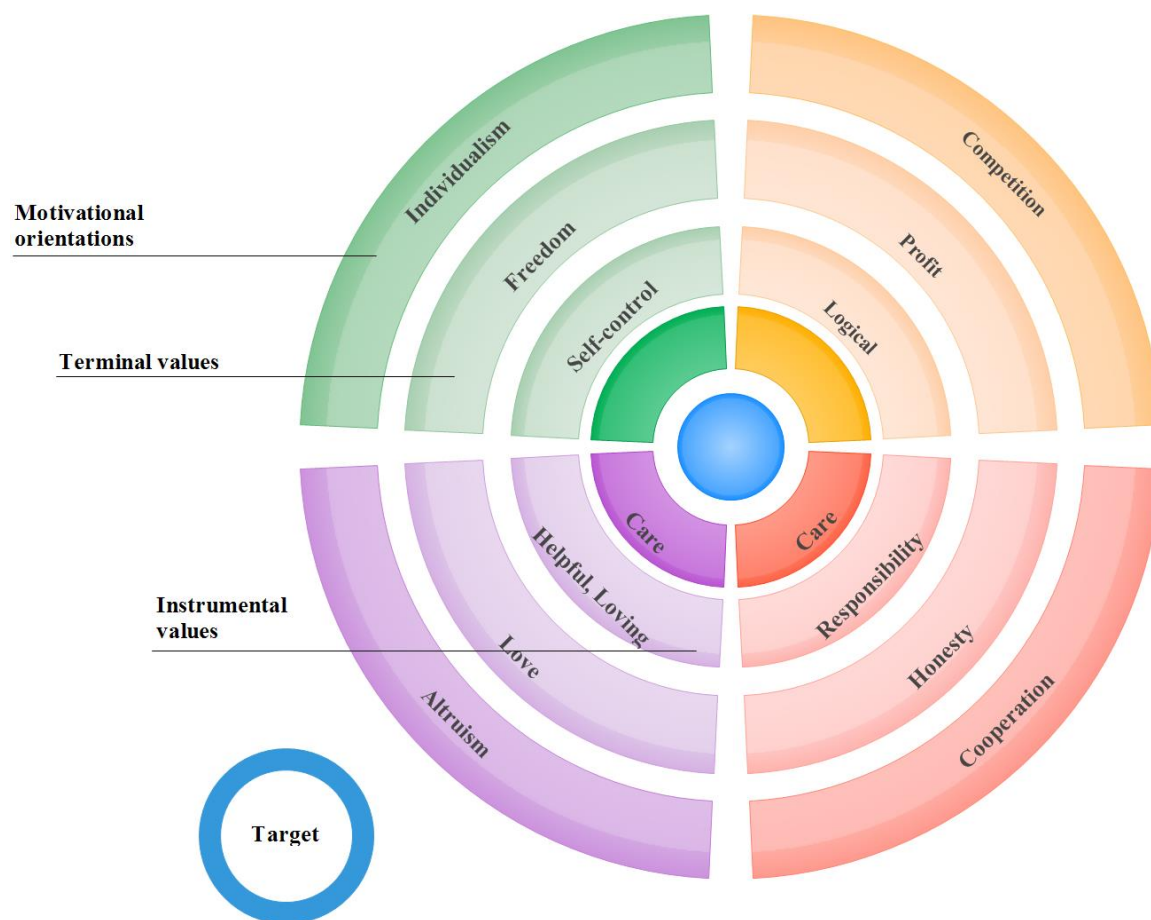 Individualism
Competition
Motivational
orientations
Freedom
Profit
Self-control
Logical
Terminal values
Care
Care
Helpful, Loving
Responsibility
Instrumental
values
Love
Honesty
Altruism
Cooperation
Target